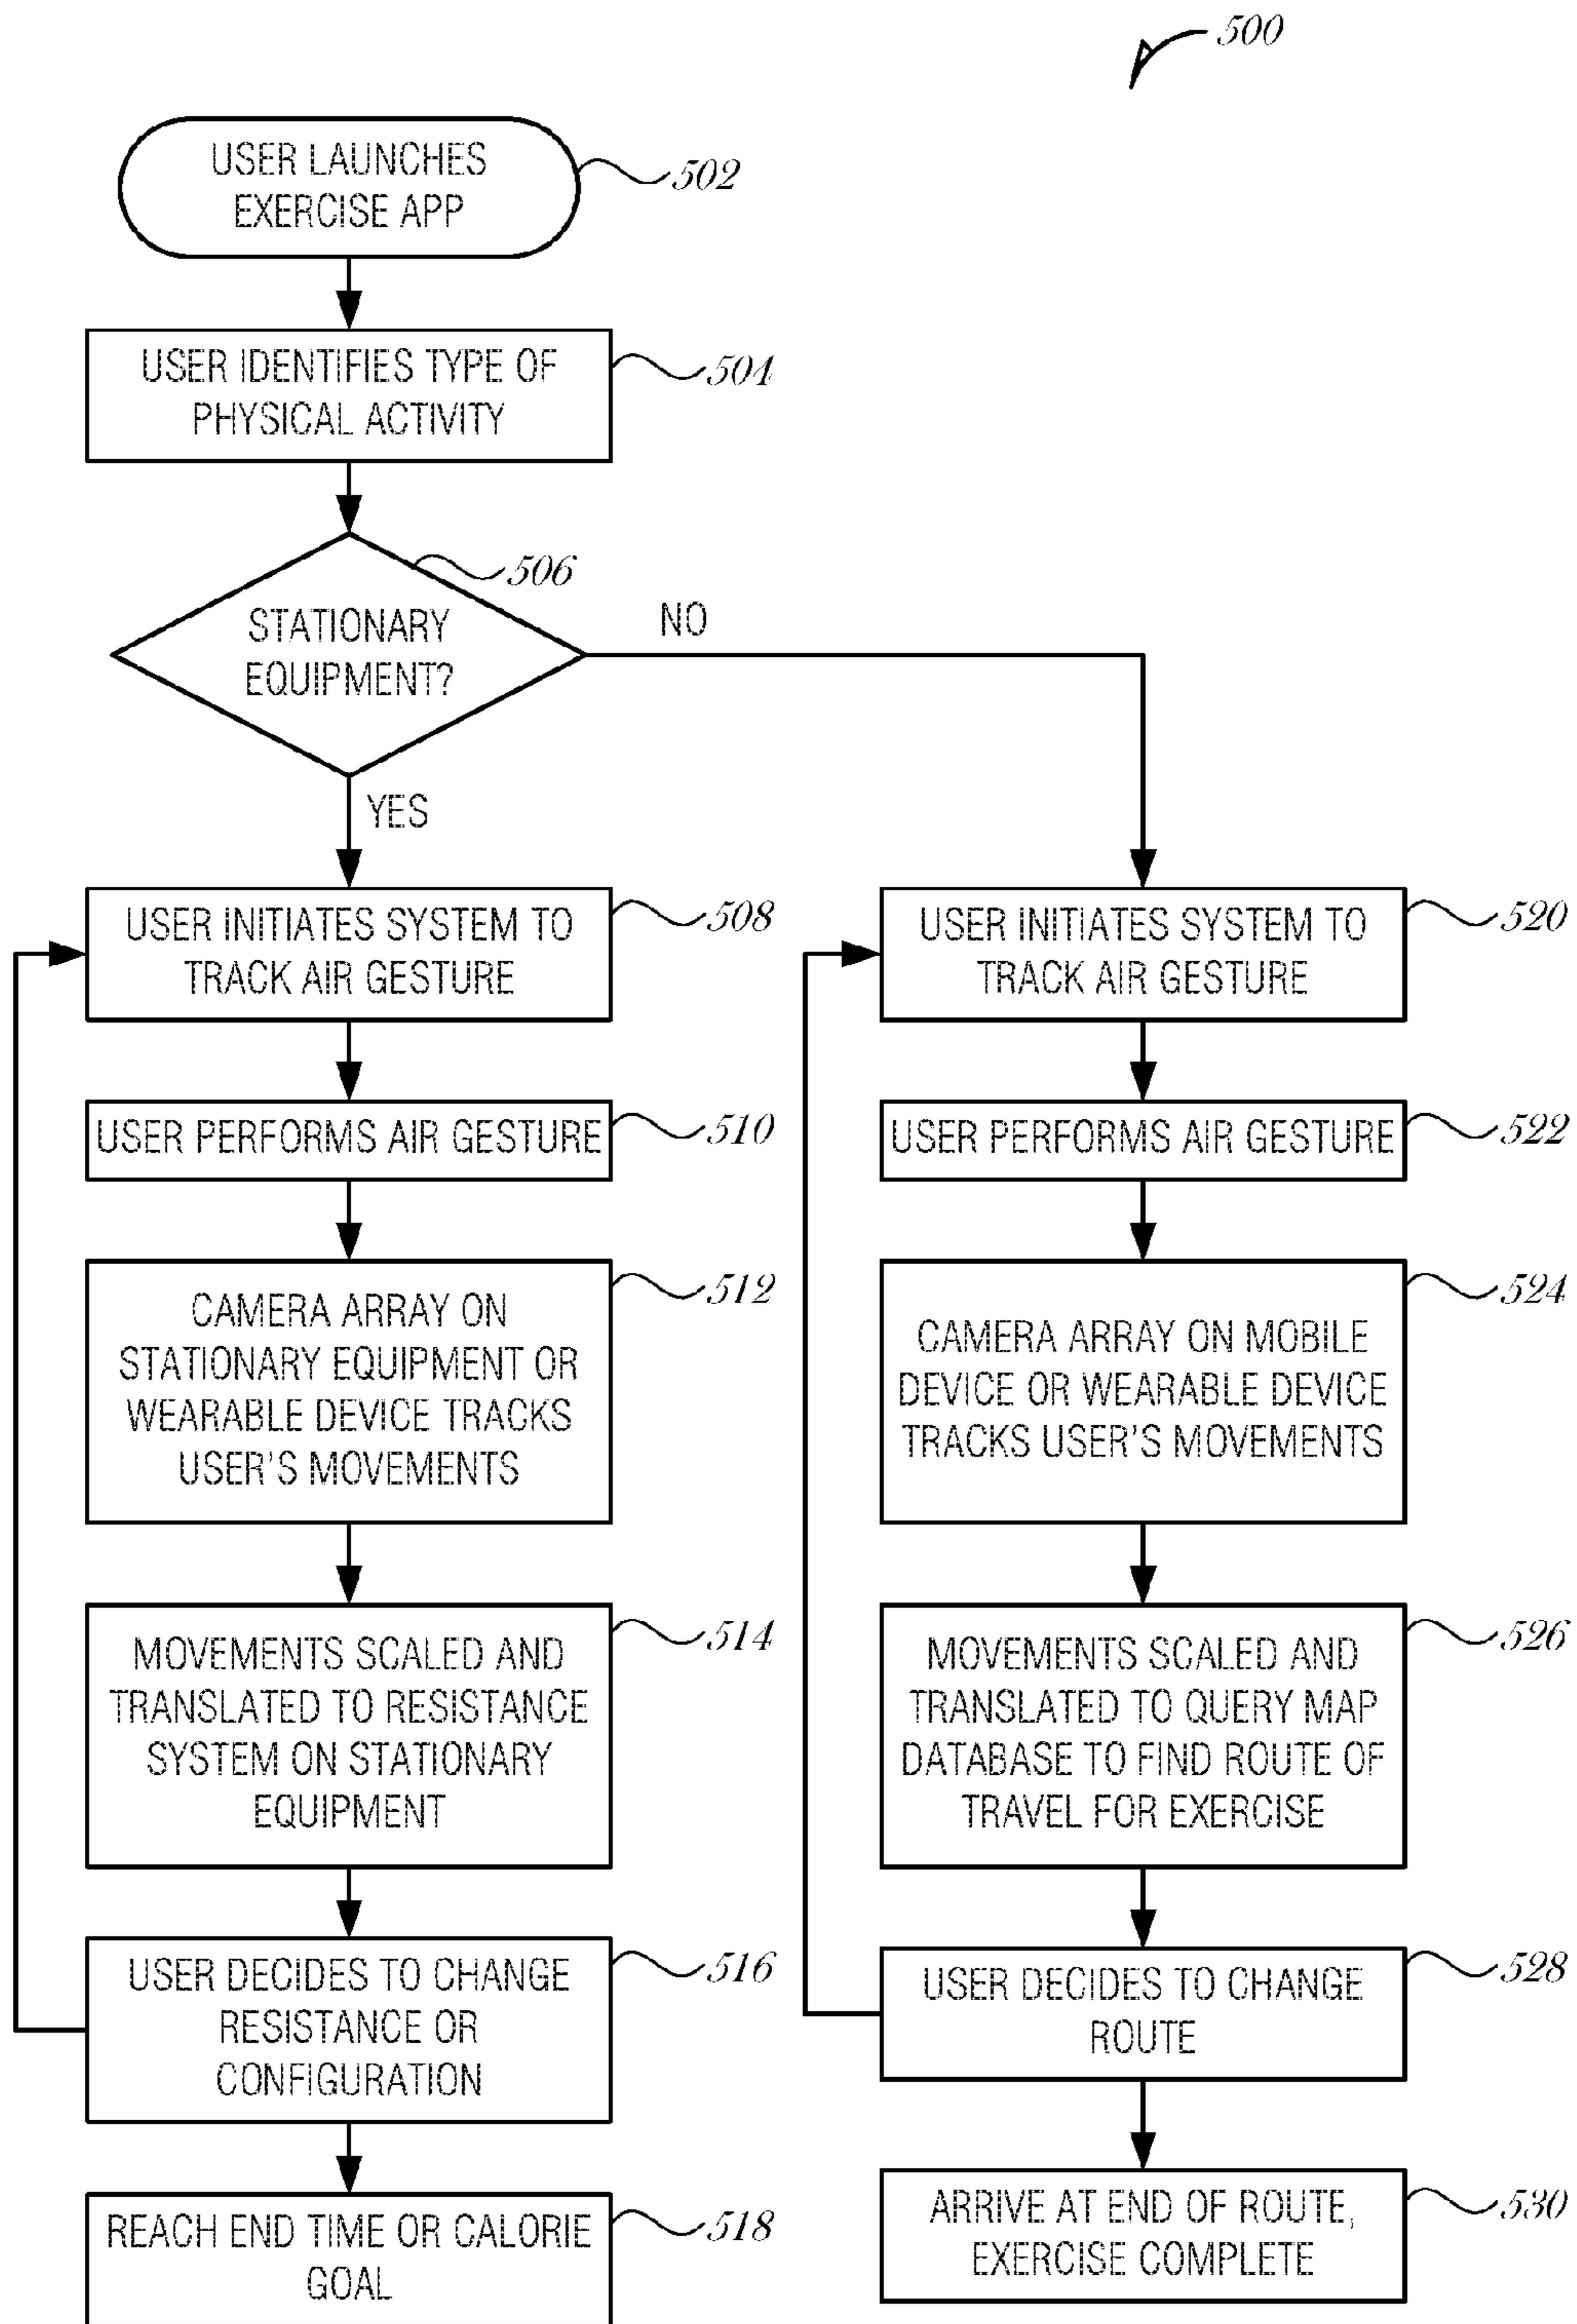 500
USER LAUNCHES
EXERCISE APP
502
USER IDENTIFIES TYPE OF
PHYSICAL ACTIVITY
504
STATIONARY
EQUIPMENT?
506
NO
YES
USER INITIATES SYSTEM TO
TRACK AIR GESTURE
508
USER PERFORMS AIR GESTURE
510
CAMERA ARRAY ON
STATIONARY EQUIPMENT OR
WEARABLE DEVICE TRACKS
USER'S MOVEMENTS
512
MOVEMENTS SCALED AND
TRANSLATED TO RESISTANCE
SYSTEM ON STATIONARY
EQUIPMENT
514
USER DECIDES TO CHANGE
RESISTANCE OR
CONFIGURATION
516
REACH END TIME OR CALORIE
GOAL
518
USER INITIATES SYSTEM TO
TRACK AIR GESTURE
520
USER PERFORMS AIR GESTURE
522
CAMERA ARRAY ON MOBILE
DEVICE OR WEARABLE DEVICE
TRACKS USER'S MOVEMENTS
524
MOVEMENTS SCALED AND
TRANSLATED TO QUERY MAP
DATABASE TO FIND ROUTE OF
TRAVEL FOR EXERCISE
526
USER DECIDES TO CHANGE
ROUTE
528
ARRIVE AT END OF ROUTE,
EXERCISE COMPLETE
530